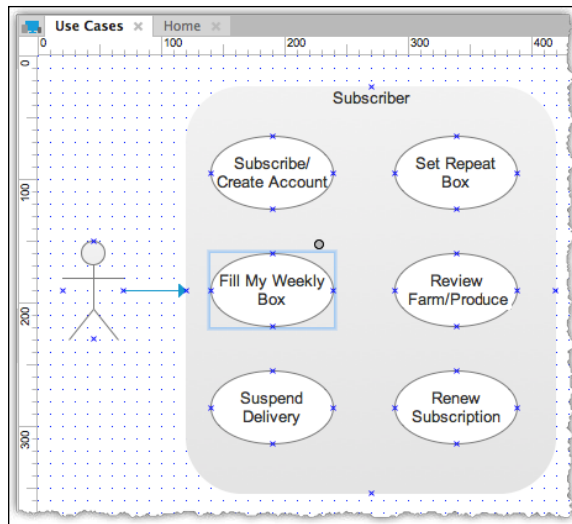 Use Cases × Home ×
0 100 200 300 400
0
100
200
300
Subscriber
Subscribe/
Create Account
Set Repeat
Box
Fill My Weekly
Box
Review
Farm/Produce
Suspend
Delivery
Renew
Subscription